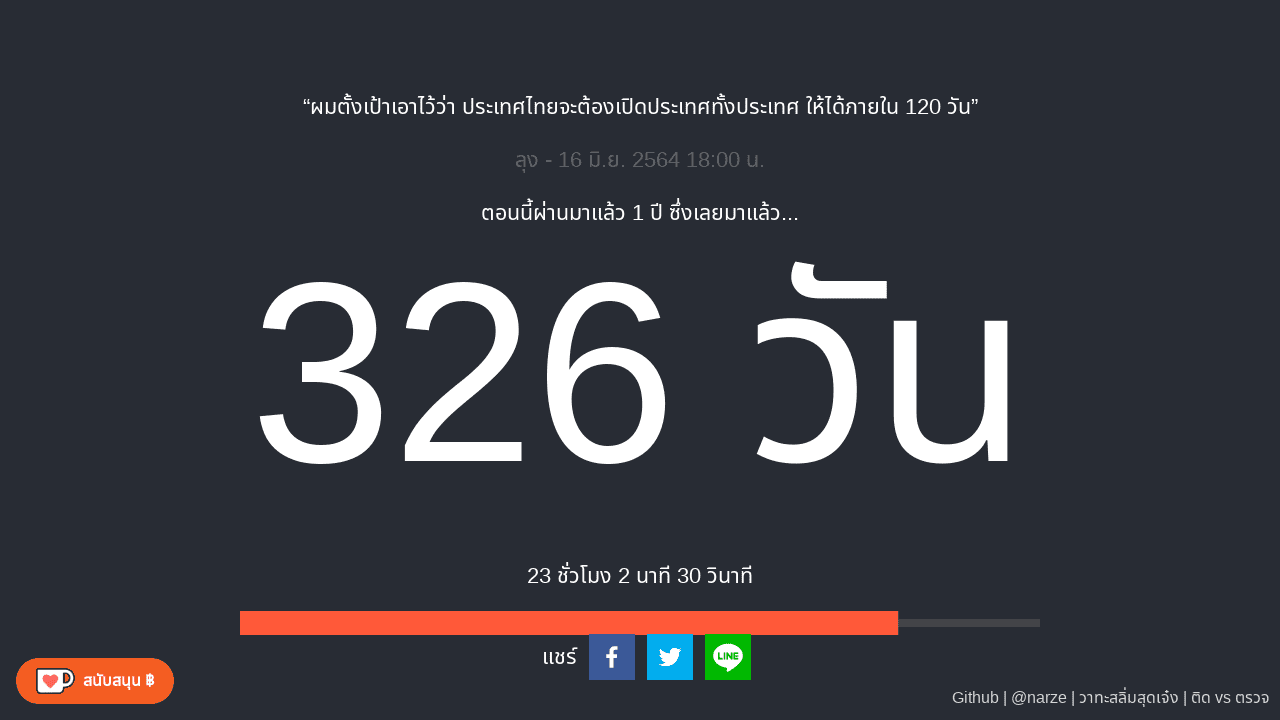 “ผมตั้งเป้าเอาไว้ว่า ประเทศไทยจะต้องเปิดประเทศทั้งประเทศ ให้ได้ภายใน 120 วัน”
ลุง - 16 มิ.ย. 2564 18:00 น.
ตอนนี้ผ่านมาแล้ว 1 ปี ซึ่งเลยมาแล้ว...
326 วัน
23 ชั่วโมง 2 นาที 30 วินาที
แชร์
LINE
สนับสนุน ฿
Github | @narze | วาทะสลิ่มสุดเจ๋ง | ติด vs ตรวจ